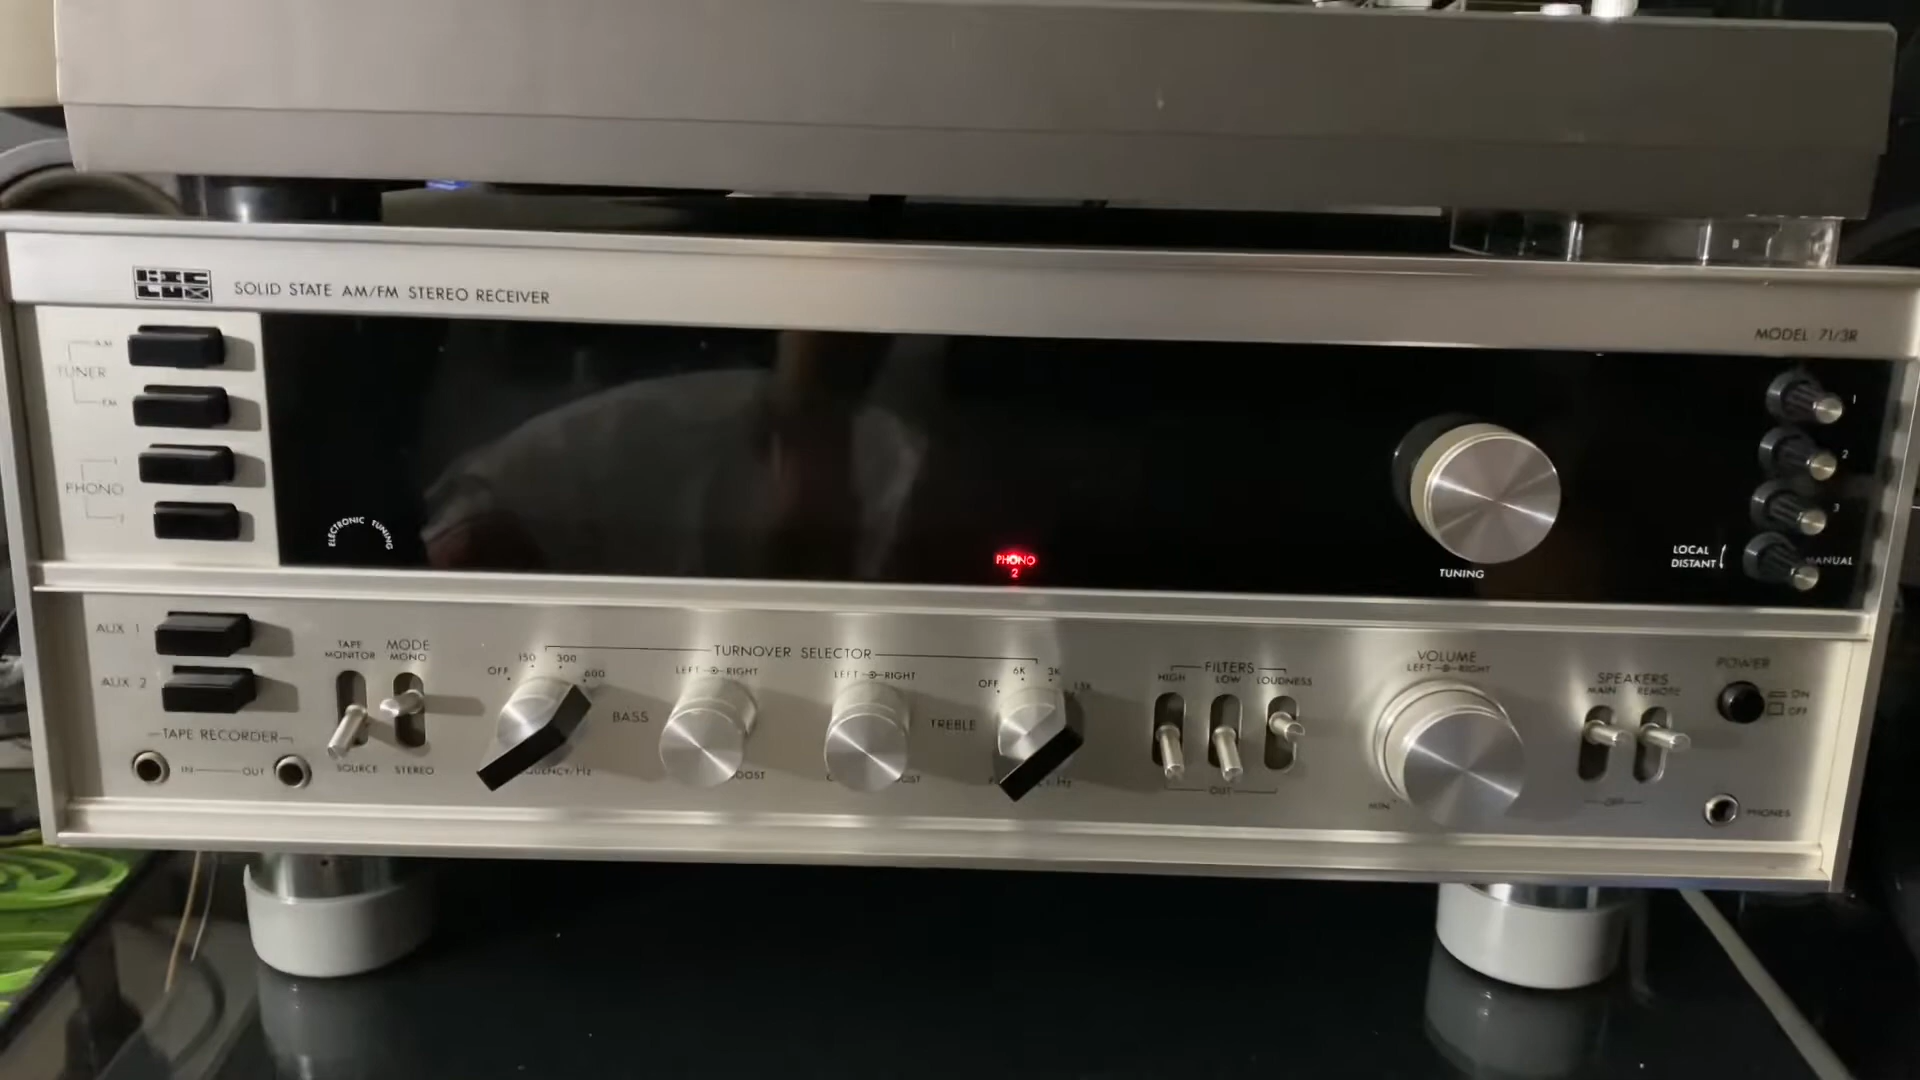 SOLID STATE AM/FM STEREO RECEIVER
MODEL 71/3R
AM
TUNER
FM
1
PHONO
2
ELECTRONIC TUNING
PHONO
2
TUNING
1
2
3
LOCAL
DISTANT
MANUAL
AUX 1
AUX 2
TAPE RECORDER
IN OUT
TAPE
MONITOR
SOURCE
MODE
MONO
STEREO
TURNOVER SELECTOR
OFF 150 300 600
BASS
LEFT RIGHT
LEFT RIGHT
TREBLE
OFF 6K 3K 1.5K
FILTERS
HIGH LOW LOUDNESS
OUT
VOLUME
LEFT RIGHT
MIN
SPEAKERS
MAIN REMOTE
OFF
POWER
ON
OFF
PHONES